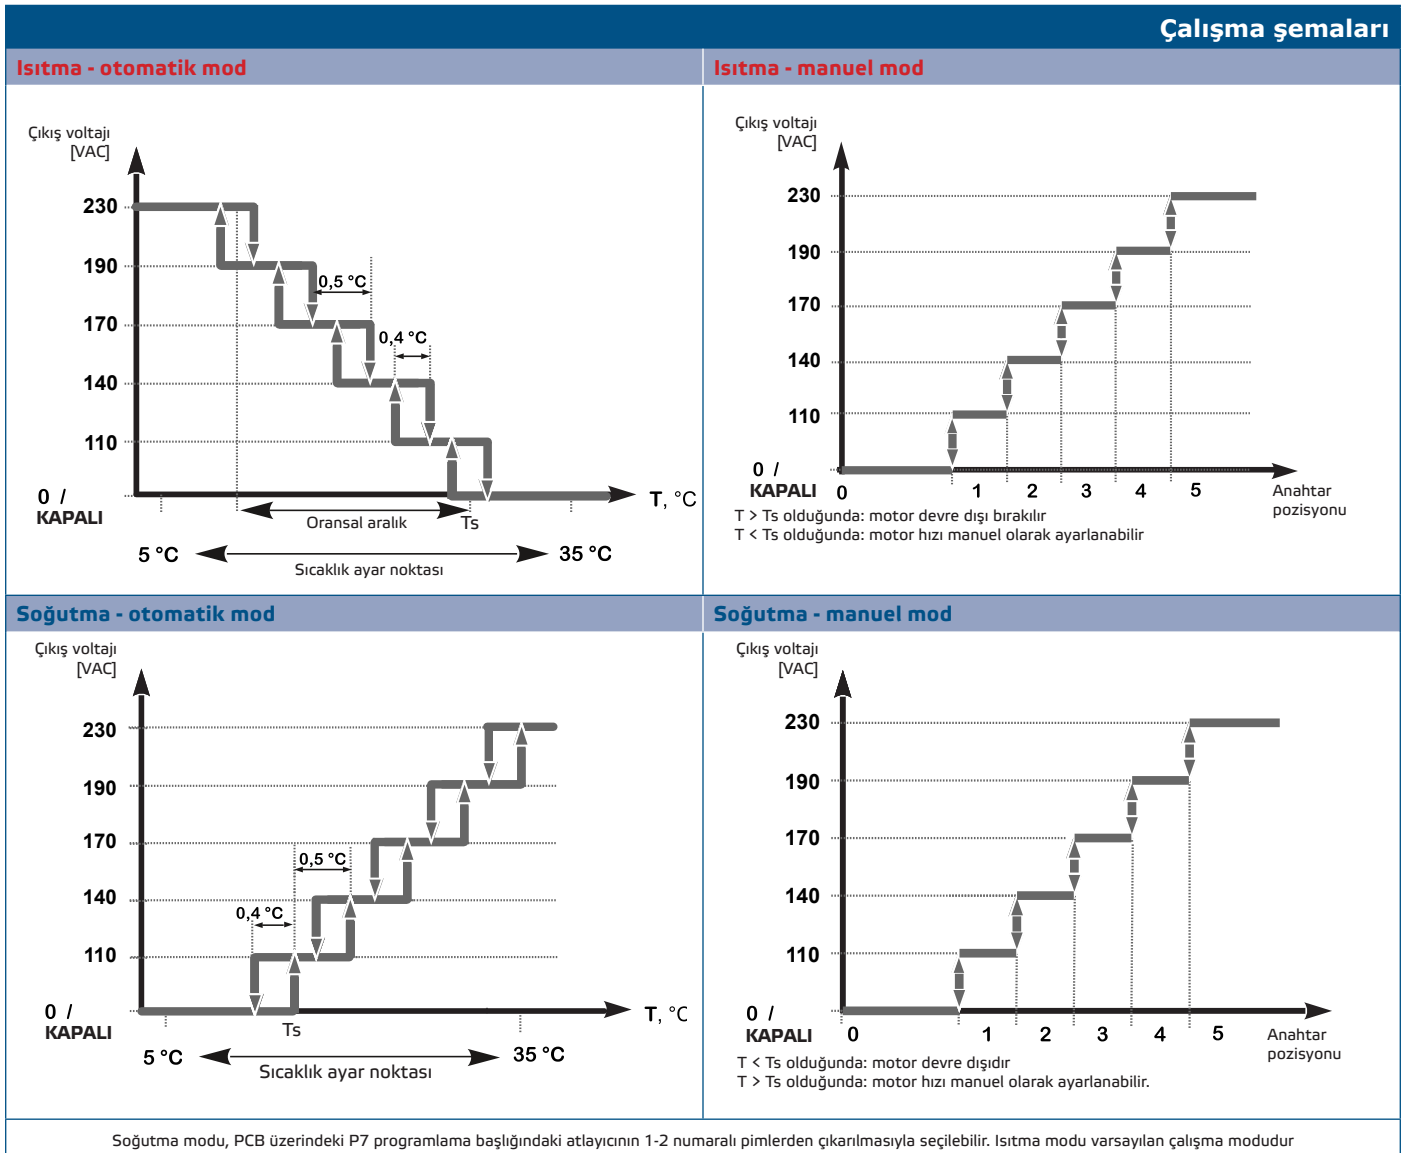 Çalışma şemaları
Isıtma - otomatik mod
Çıkış voltajı
[VAC]
230
190
170
140
110
0 /
KAPALI
0,5 °C
0,4 °C
T, °C
Oransal aralık
Ts
5 °C
35 °C
Sıcaklık ayar noktası
Isıtma - manuel mod
Çıkış voltajı
[VAC]
230
190
170
140
110
0 /
KAPALI
0
1
2
3
4
5
Anahtar
pozisyonu
T > Ts olduğunda: motor devre dışı bırakılır
T < Ts olduğunda: motor hızı manuel olarak ayarlanabilir
Soğutma - otomatik mod
Çıkış voltajı
[VAC]
230
190
170
140
110
0 /
KAPALI
0,5 °C
0,4 °C
T, °C
Ts
5 °C
35 °C
Sıcaklık ayar noktası
Soğutma - manuel mod
Çıkış voltajı
[VAC]
230
190
170
140
110
0 /
KAPALI
0
1
2
3
4
5
Anahtar
pozisyonu
T < Ts olduğunda: motor devre dışıdır
T > Ts olduğunda: motor hızı manuel olarak ayarlanabilir.
Soğutma modu, PCB üzerindeki P7 programlama başlığındaki atlayıcının 1-2 numaralı pimlerden çıkarılmasıyla seçilebilir. Isıtma modu varsayılan çalışma modudur